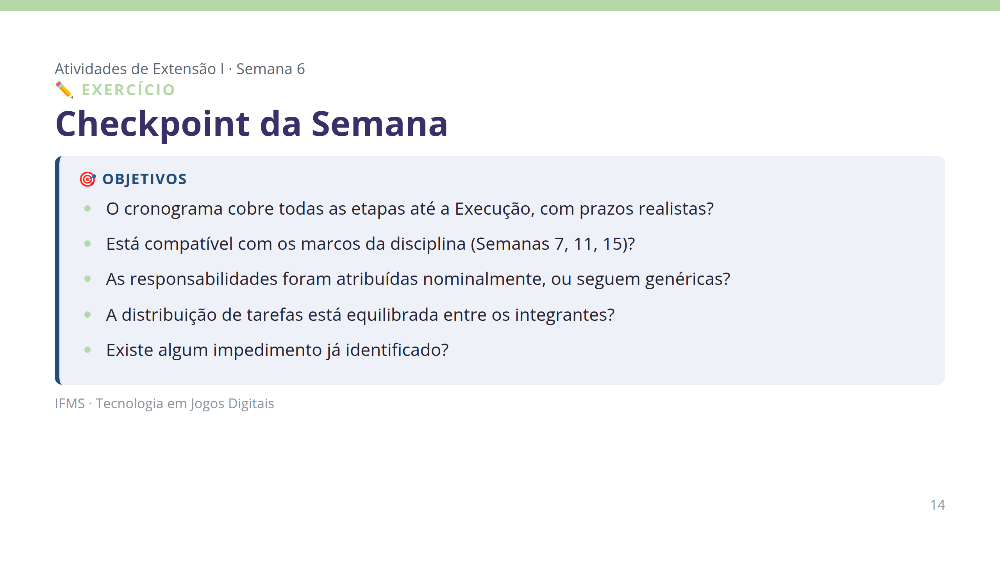 Atividades de Extensão I · Semana 6
✏️ EXERCÍCIO
Checkpoint da Semana
🎯 OBJETIVOS
• O cronograma cobre todas as etapas até a Execução, com prazos realistas?
• Está compatível com os marcos da disciplina (Semanas 7, 11, 15)?
• As responsabilidades foram atribuídas nominalmente, ou seguem genéricas?
• A distribuição de tarefas está equilibrada entre os integrantes?
• Existe algum impedimento já identificado?
IFMS · Tecnologia em Jogos Digitais
14